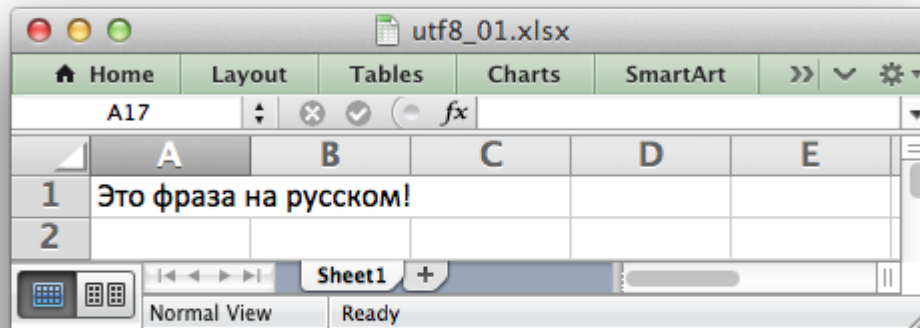 utf8_01.xlsx
Home Layout Tables Charts SmartArt
A17 fx
A B C D E
1 Это фраза на русском!
2
Sheet1 +
Normal View Ready